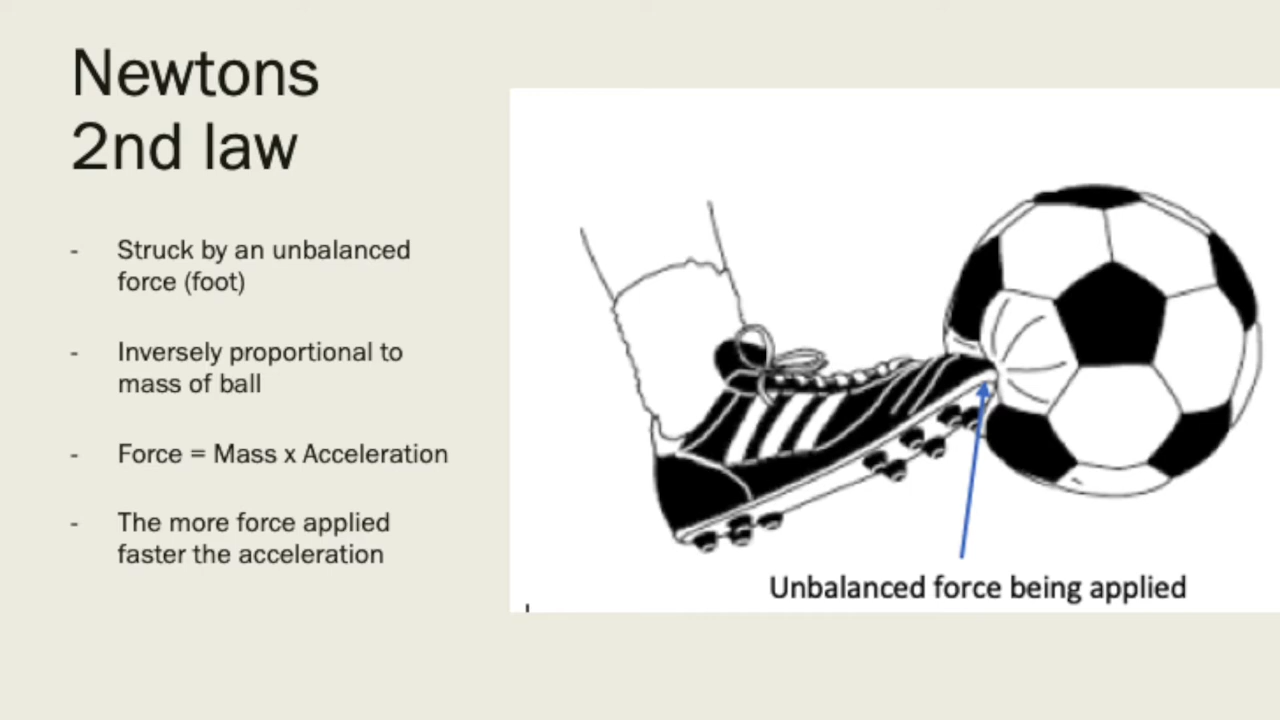 Newtons
2nd law
- Struck by an unbalanced
force (foot)
- Inversely proportional to
mass of ball
- Force = Mass x Acceleration
- The more force applied
faster the acceleration
Unbalanced force being applied